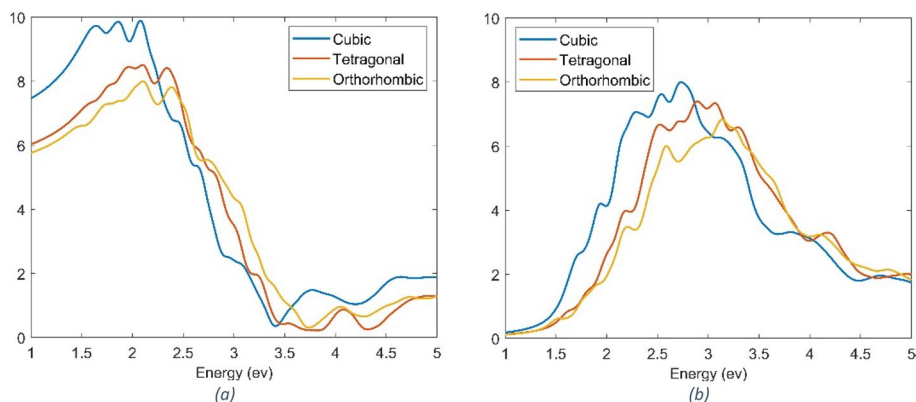 10
8
6
4
2
0
Cubic
Tetragonal
Orthorhombic
1 1.5 2 2.5 3 3.5 4 4.5 5
Energy (ev)
(a)
10
8
6
4
2
0
Cubic
Tetragonal
Orthorhombic
1 1.5 2 2.5 3 3.5 4 4.5 5
Energy (ev)
(b)